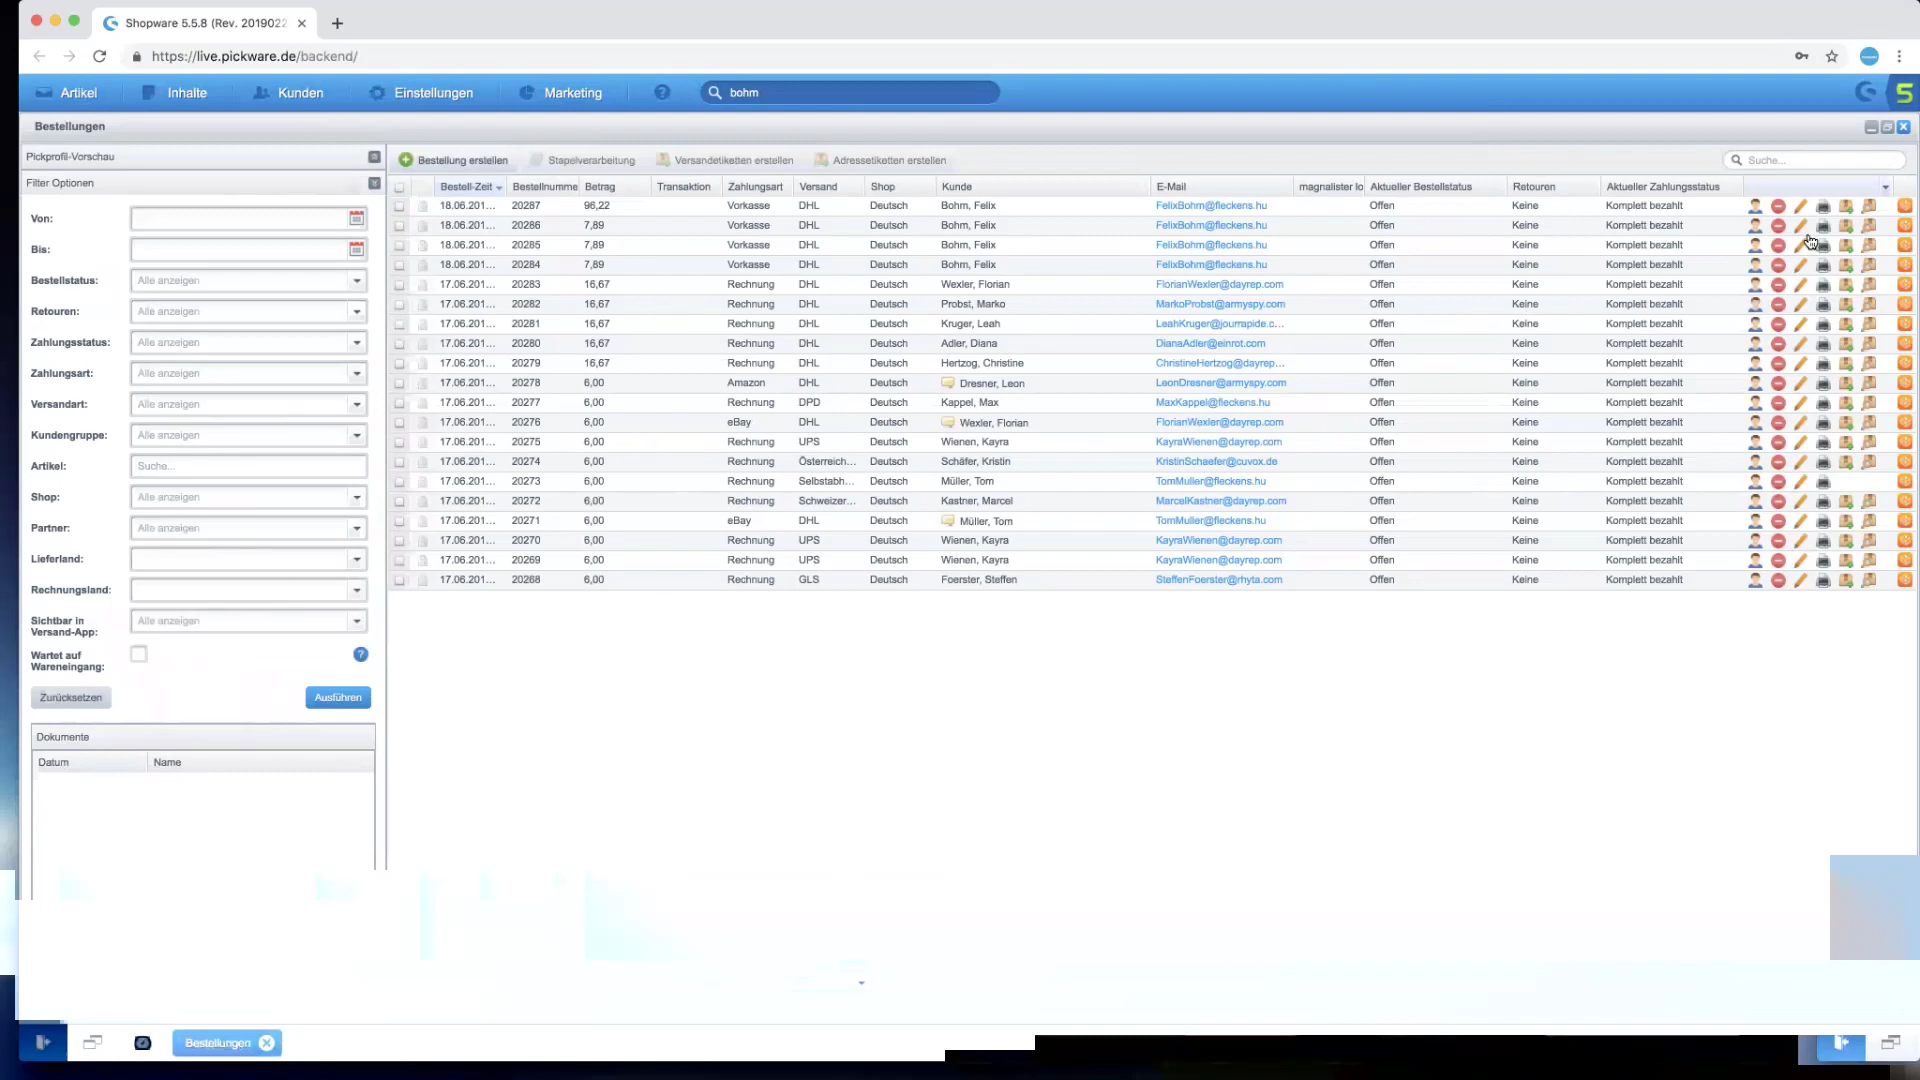 Shopware 5.5.8 (Rev. 2019022
https://live.pickware.de/backend/
Artikel Inhalte Kunden Einstellungen Marketing bohm
Bestellungen
Pickprofil-Vorschau
Bestellung erstellen Stapelverarbeitung Versandetiketten erstellen Adressetiketten erstellen Suche...
Filter Optionen
Bestell-Zeit Bestellnumme Betrag Transaktion Zahlungsart Versand Shop Kunde E-Mail magnalister lo Aktueller Bestellstatus Retouren Aktueller Zahlungsstatus
18.06.201... 20287 96,22 Vorkasse DHL Deutsch Bohm, Felix FelixBohm@fleckens.hu Offen Keine Komplett bezahlt
18.06.201... 20286 7,89 Vorkasse DHL Deutsch Bohm, Felix FelixBohm@fleckens.hu Offen Keine Komplett bezahlt
18.06.201... 20285 7,89 Vorkasse DHL Deutsch Bohm, Felix FelixBohm@fleckens.hu Offen Keine Komplett bezahlt
18.06.201... 20284 7,89 Vorkasse DHL Deutsch Bohm, Felix FelixBohm@fleckens.hu Offen Keine Komplett bezahlt
17.06.201... 20283 16,67 Rechnung DHL Deutsch Wexler, Florian FlorianWexler@dayrep.com Offen Keine Komplett bezahlt
17.06.201... 20282 16,67 Rechnung DHL Deutsch Probst, Marko MarkoProbst@armyspy.com Offen Keine Komplett bezahlt
17.06.201... 20281 16,67 Rechnung DHL Deutsch Kruger, Leah LeahKruger@jourrapide.c... Offen Keine Komplett bezahlt
17.06.201... 20280 16,67 Rechnung DHL Deutsch Adler, Diana DianaAdler@einrot.com Offen Keine Komplett bezahlt
17.06.201... 20279 16,67 Rechnung DHL Deutsch Hertzog, Christine ChristineHertzog@dayrep... Offen Keine Komplett bezahlt
17.06.201... 20278 6,00 Amazon DHL Deutsch Dresner, Leon LeonDresner@armyspy.com Offen Keine Komplett bezahlt
17.06.201... 20277 6,00 Rechnung DPD Deutsch Kappel, Max MaxKappel@fleckens.hu Offen Keine Komplett bezahlt
17.06.201... 20276 6,00 eBay DHL Deutsch Wexler, Florian FlorianWexler@dayrep.com Offen Keine Komplett bezahlt
17.06.201... 20275 6,00 Rechnung UPS Deutsch Wienen, Kayra KayraWienen@dayrep.com Offen Keine Komplett bezahlt
17.06.201... 20274 6,00 Rechnung Österreich... Deutsch Schäfer, Kristin KristinSchaefer@cuvox.de Offen Keine Komplett bezahlt
17.06.201... 20273 6,00 Rechnung Selbstabh... Deutsch Müller, Tom TomMuller@fleckens.hu Offen Keine Komplett bezahlt
17.06.201... 20272 6,00 Rechnung Schweizer... Deutsch Kastner, Marcel MarcelKastner@dayrep.com Offen Keine Komplett bezahlt
17.06.201... 20271 6,00 eBay DHL Deutsch Müller, Tom TomMuller@fleckens.hu Offen Keine Komplett bezahlt
17.06.201... 20270 6,00 Rechnung UPS Deutsch Wienen, Kayra KayraWienen@dayrep.com Offen Keine Komplett bezahlt
17.06.201... 20269 6,00 Rechnung UPS Deutsch Wienen, Kayra KayraWienen@dayrep.com Offen Keine Komplett bezahlt
17.06.201... 20268 6,00 Rechnung GLS Deutsch Foerster, Steffen SteffenFoerster@rhyta.com Offen Keine Komplett bezahlt
Von:
Bis:
Bestellstatus: Alle anzeigen
Retouren: Alle anzeigen
Zahlungsstatus: Alle anzeigen
Zahlungsart: Alle anzeigen
Versandart: Alle anzeigen
Kundengruppe: Alle anzeigen
Artikel: Suche...
Shop: Alle anzeigen
Partner: Alle anzeigen
Lieferland:
Rechnungsland:
Sichtbar in
Versand-App: Alle anzeigen
Wartet auf
Wareneingang:
Zurücksetzen Ausführen
Dokumente
Datum Name
Bestellungen